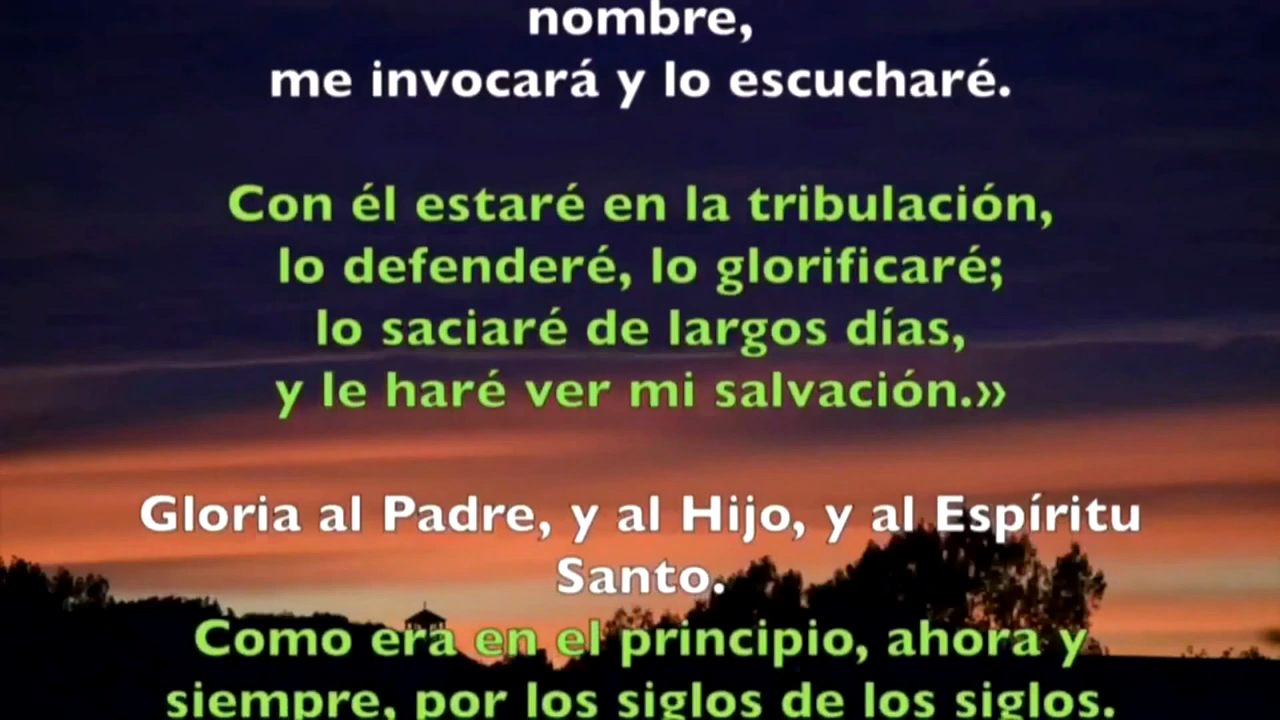 nombre,
me invocará y lo escucharé.
Con él estaré en la tribulación,
lo defenderé, lo glorificaré;
lo saciaré de largos días,
y le haré ver mi salvación.»
Gloria al Padre, y al Hijo, y al Espíritu
Santo.
Como era en el principio, ahora y
siempre, por los siglos de los siglos.